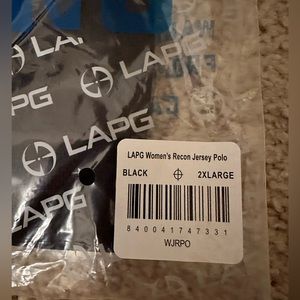 LAPG
LAPG
LAPG
LAPG
LAPG Women's Recon Jersey Polo
BLACK 2XLARGE
840041747331
WJRPO